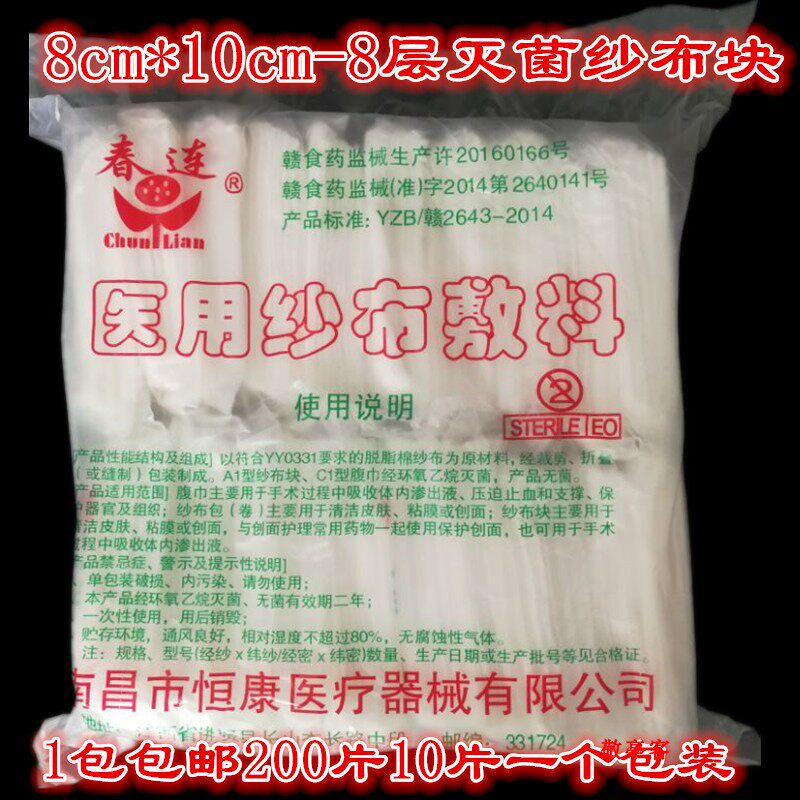 8cm*10cm-8层灭菌纱布块
春连
®
Chun Lian
赣食药监械生产许20160166号
赣食药监械(准)字2014第2640141号
产品标准: YZB/赣2643-2014
医用纱布敷料
使用说明
2
STERILE EO
产品性能结构及组成] 以符合YY0331要求的脱脂棉纱布为原材料, 经裁剪、折叠
(或缝制) 包装制成。A1型纱布块、C1型腹巾经环氧乙烷灭菌, 产品无菌。
产品适用范围] 腹巾主要用于手术过程中吸收体内渗出液、压迫止血和支撑、保
护器官及组织; 纱布包 (卷) 主要用于清洁皮肤、粘膜或创面; 纱布块主要用于
清洁皮肤、粘膜或创面, 与创面护理常用药物一起使用保护创面, 也可用于手术
过程中吸收体内渗出液。
产品禁忌症、警示及提示性说明]
、单包装破损、内污染、请勿使用;
、本产品经环氧乙烷灭菌、无菌有效期二年;
、一次性使用, 用后销毁;
、贮存环境, 通风良好, 相对湿度不超过80%, 无腐蚀性气体。
注: 规格、型号(经纱x纬纱/经密x纬密)数量、生产日期或生产批号等见合格证。
南昌市恒康医疗器械有限公司
地址: 省进贤县长山 长路中段 邮编: 331724
1包包邮200片10片一个包装